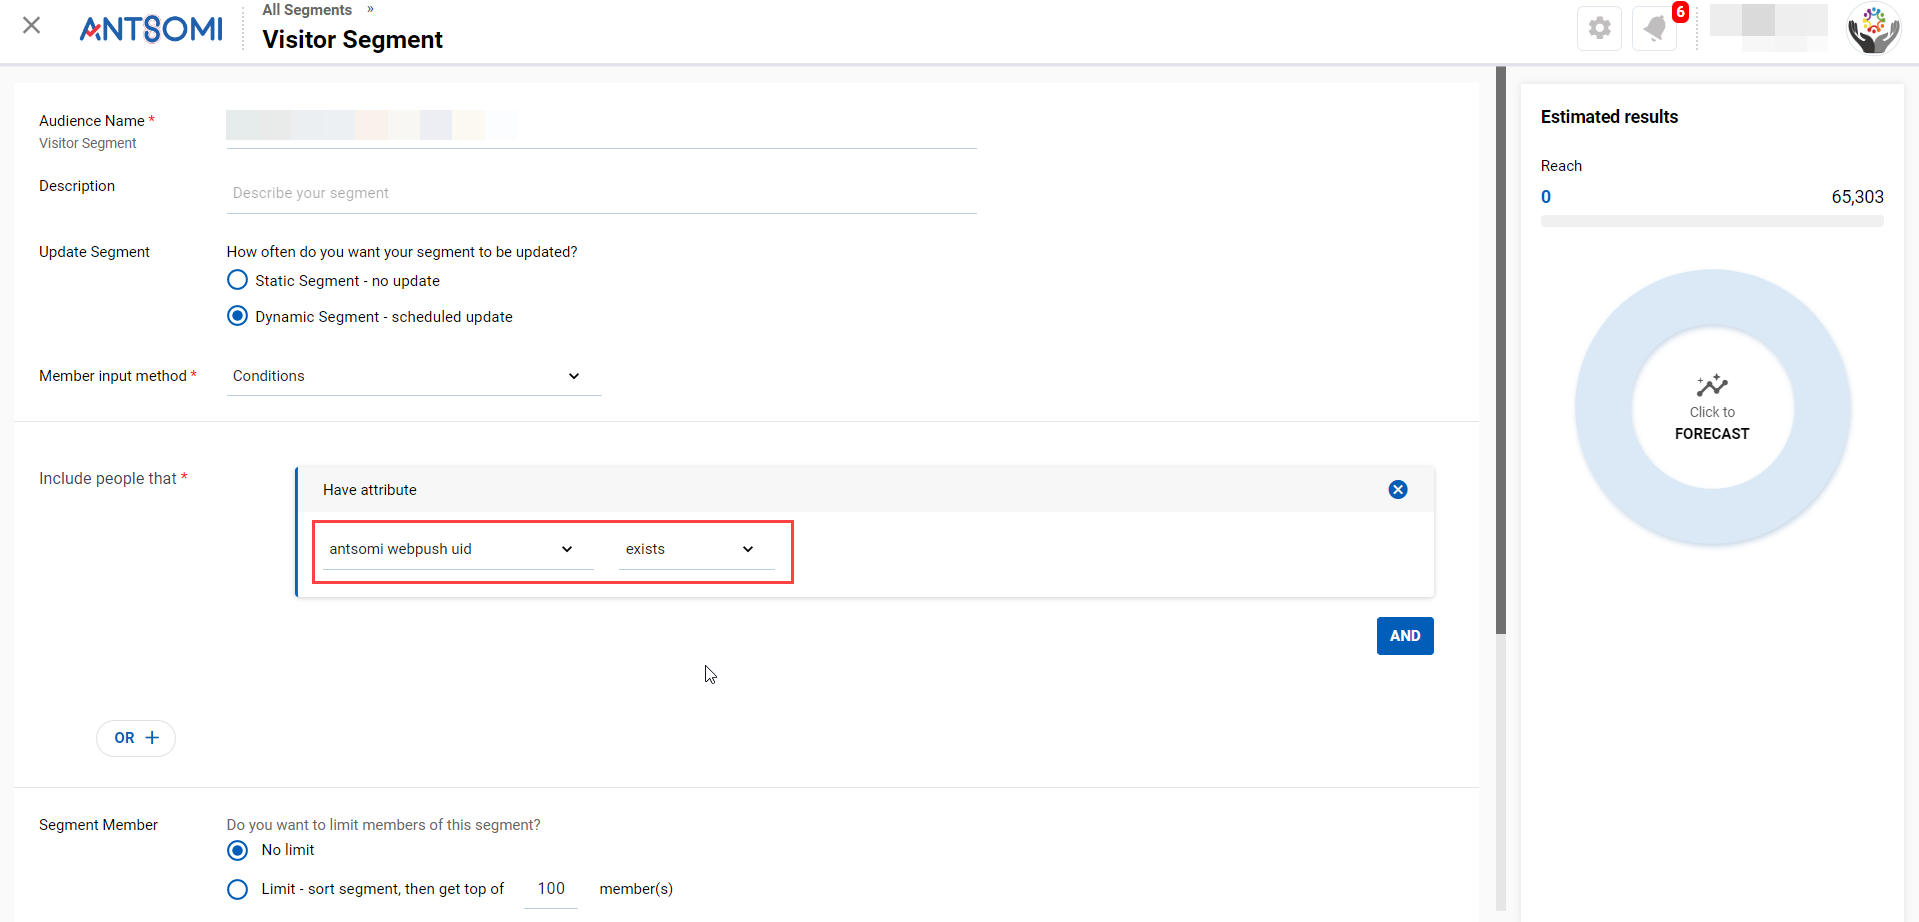 ANTSOMI
All Segments »
Visitor Segment
6
Audience Name *
Visitor Segment
Description
Describe your segment
Update Segment
How often do you want your segment to be updated?
Static Segment - no update
Dynamic Segment - scheduled update
Member input method *
Conditions
Include people that *
Have attribute
antsomi webpush uid
exists
AND
OR +
Segment Member
Do you want to limit members of this segment?
No limit
Limit - sort segment, then get top of 100 member(s)
Estimated results
Reach
0 65,303
Click to
FORECAST